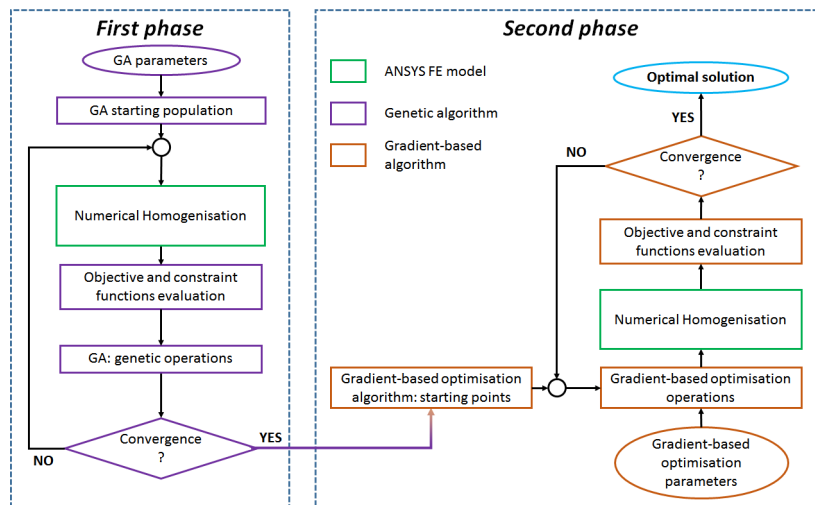 First phase
GA parameters
GA starting population
Numerical Homogenisation
Objective and constraint
functions evaluation
GA: genetic operations
Convergence
?
NO
YES
Second phase
ANSYS FE model
Genetic algorithm
Gradient-based
algorithm
Optimal solution
YES
NO
Convergence
?
Objective and constraint
functions evaluation
Numerical Homogenisation
Gradient-based optimisation
algorithm: starting points
Gradient-based optimisation
operations
Gradient-based
optimisation
parameters